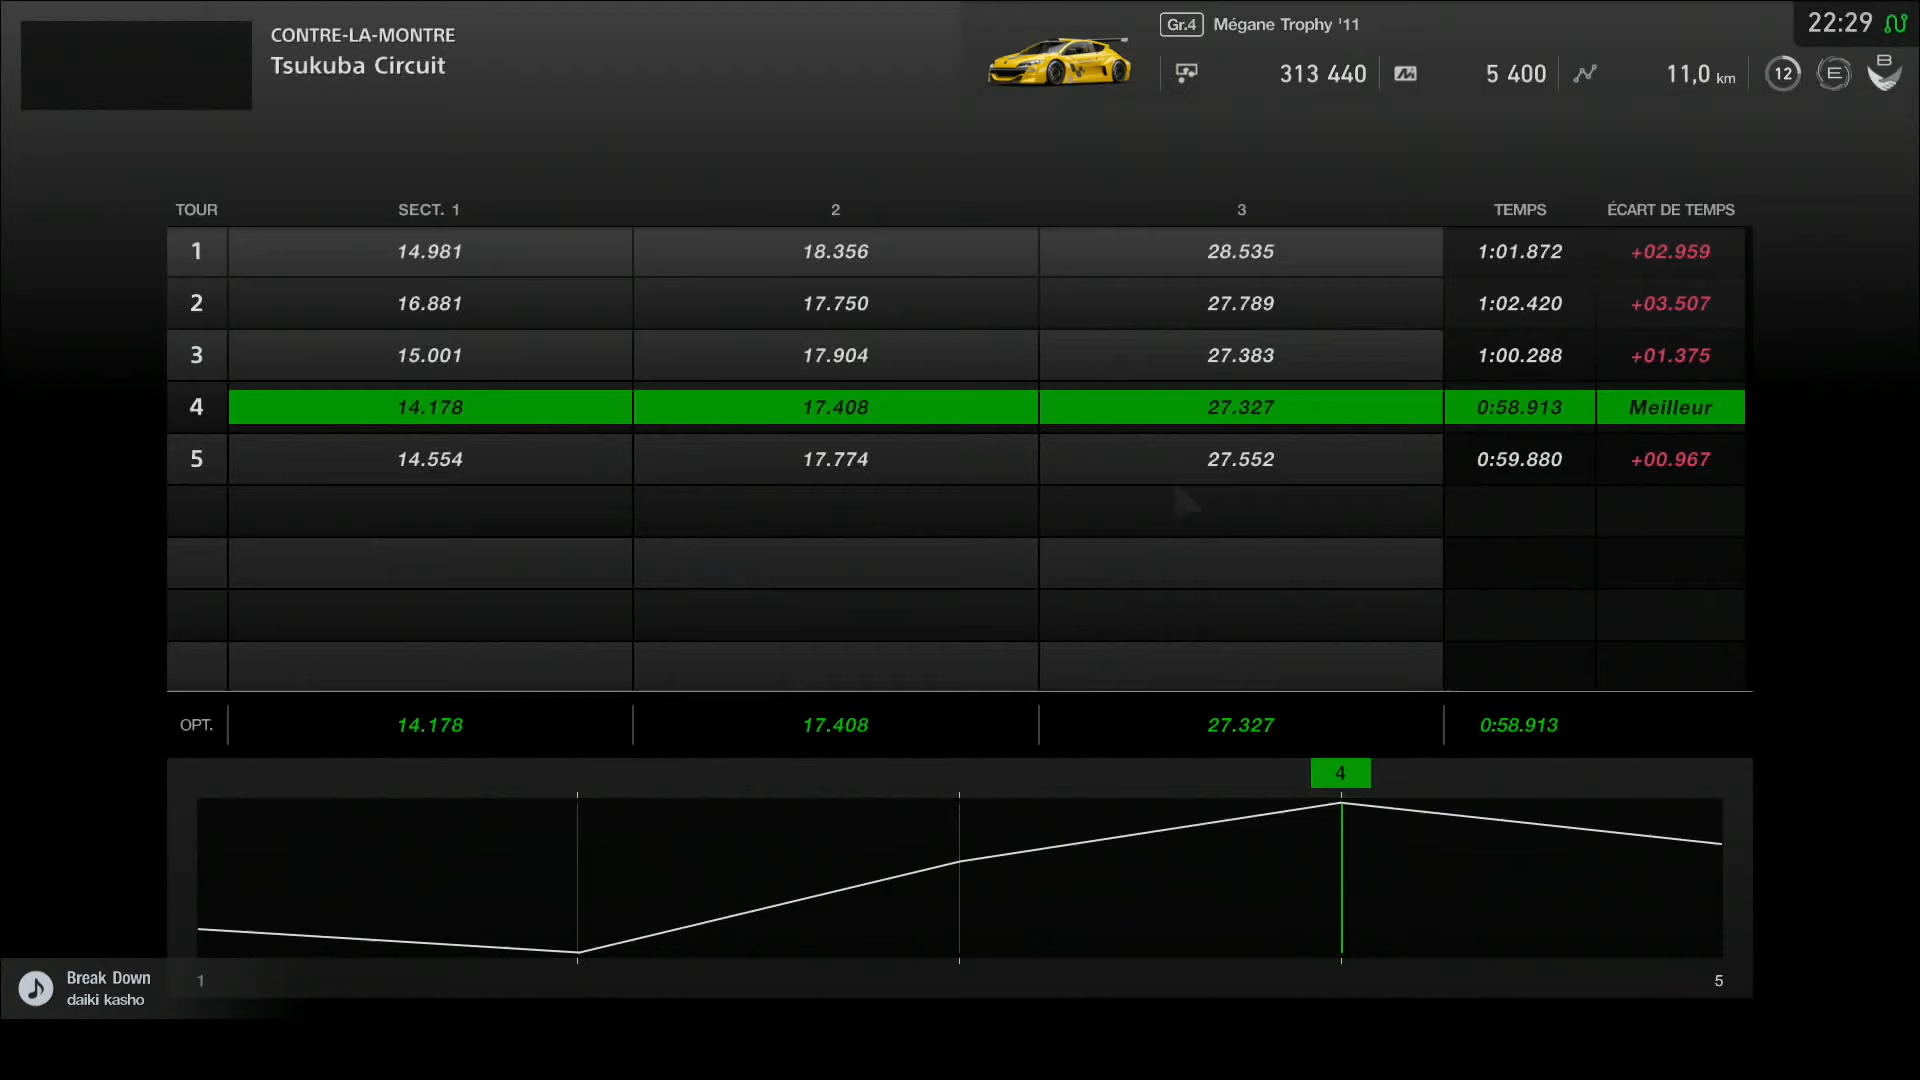 CONTRE-LA-MONTRE
Tsukuba Circuit
Gr.4 Mégane Trophy '11
313 440 5 400 11,0 km 12 E B
22:29
TOUR SECT. 1 2 3 TEMPS ÉCART DE TEMPS
1 14.981 18.356 28.535 1:01.872 +02.959
2 16.881 17.750 27.789 1:02.420 +03.507
3 15.001 17.904 27.383 1:00.288 +01.375
4 14.178 17.408 27.327 0:58.913 Meilleur
5 14.554 17.774 27.552 0:59.880 +00.967
OPT. 14.178 17.408 27.327 0:58.913
4
1 5
Break Down
daiki kasho